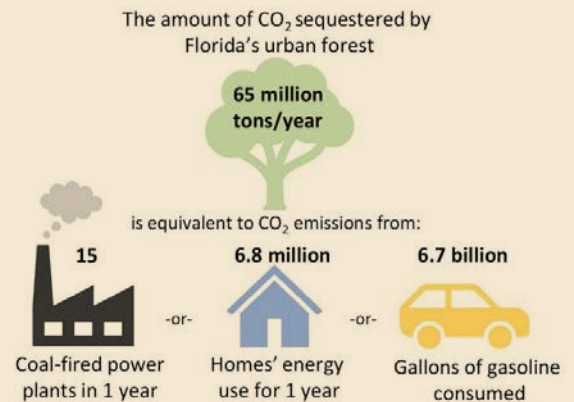 The amount of CO₂ sequestered by
Florida's urban forest
65 million
tons/year
is equivalent to CO₂ emissions from:
15
6.8 million
6.7 billion
-or-
-or-
Coal-fired power
plants in 1 year
Homes' energy
use for 1 year
Gallons of gasoline
consumed